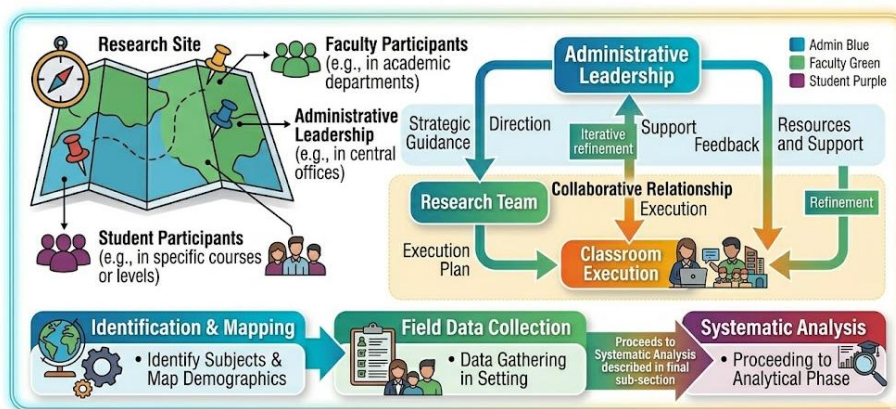 Research Site
Faculty Participants
(e.g., in academic
departments)
Administrative
Leadership
(e.g., in central
offices)
Student Participants
(e.g., in specific courses
or levels)
Administrative
Leadership
Admin Blue
Faculty Green
Student Purple
Strategic
Guidance
Direction
Iterative
refinement
Support
Feedback
Resources
and Support
Research Team
Collaborative Relationship
Execution
Refinement
Execution
Plan
Classroom
Execution
Identification & Mapping
• Identify Subjects &
Map Demographics
Field Data Collection
• Data Gathering
in Setting
Proceeds to
Systematic Analysis
described in final
sub-section
Systematic Analysis
• Proceeding to
Analytical Phase